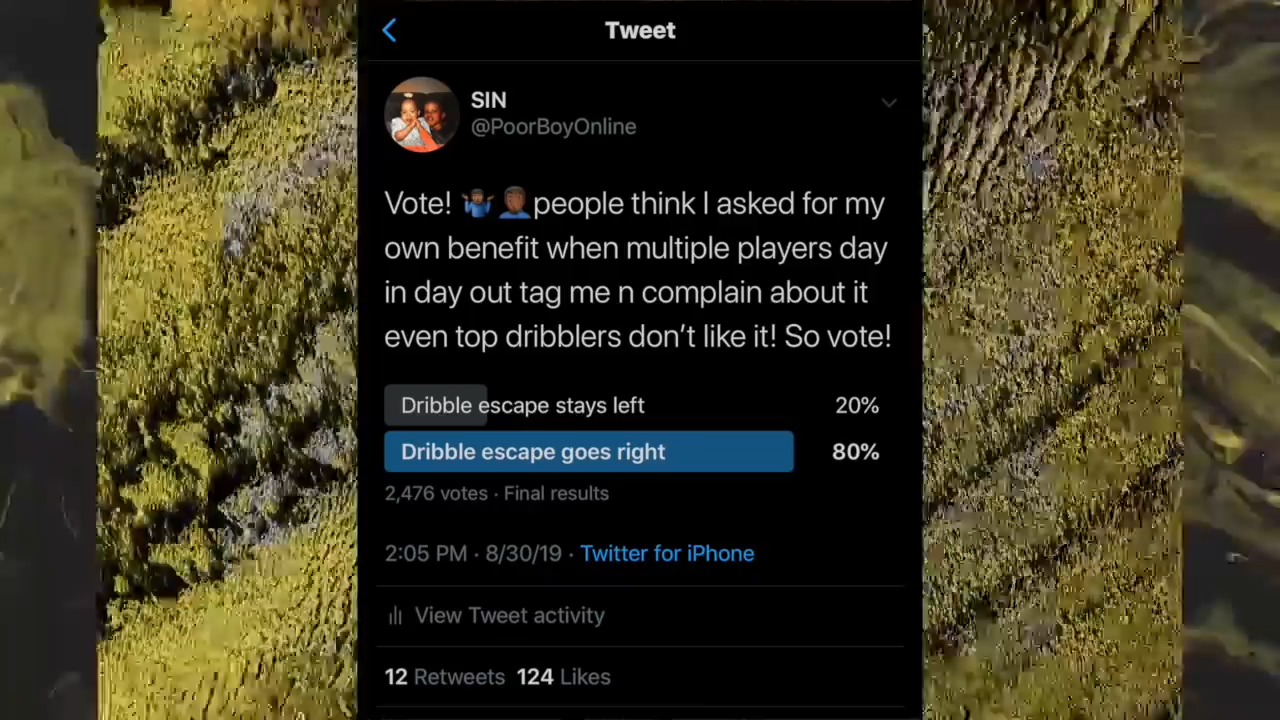 Tweet
SIN
@PoorBoyOnline
Vote! 🤷🏾‍♂️🤦🏾‍♂️people think I asked for my
own benefit when multiple players day
in day out tag me n complain about it
even top dribblers don’t like it! So vote!
Dribble escape stays left 20%
Dribble escape goes right 80%
2,476 votes · Final results
2:05 PM · 8/30/19 · Twitter for iPhone
View Tweet activity
12 Retweets 124 Likes